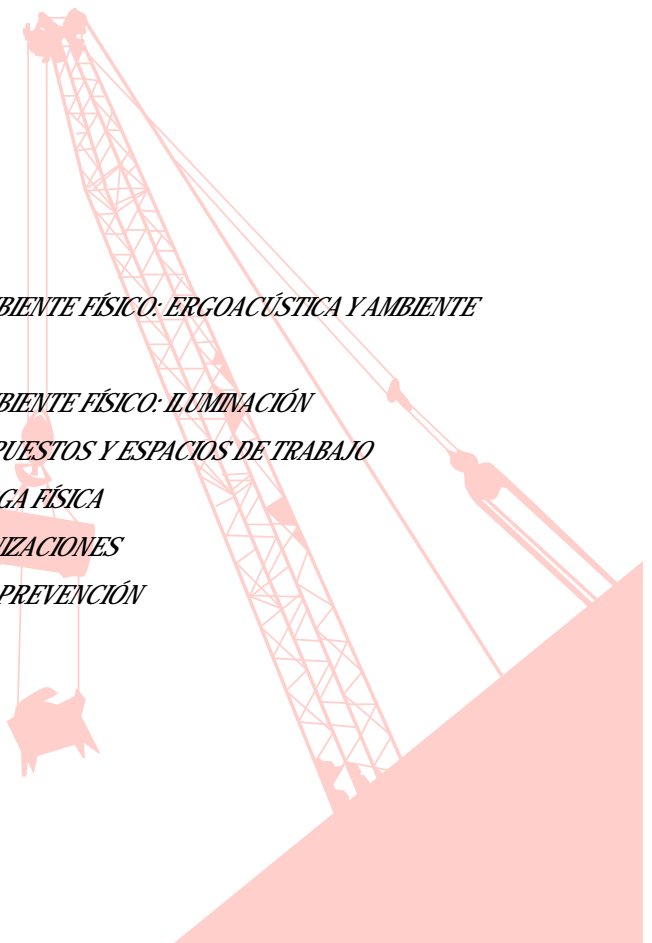 BIENTE FÍSICO: ERGOACÚSTICA Y AMBIENTE
BIENTE FÍSICO: ILUMINACIÓN
PUESTOS Y ESPACIOS DE TRABAJO
GA FÍSICA
IZACIONES
PREVENCIÓN